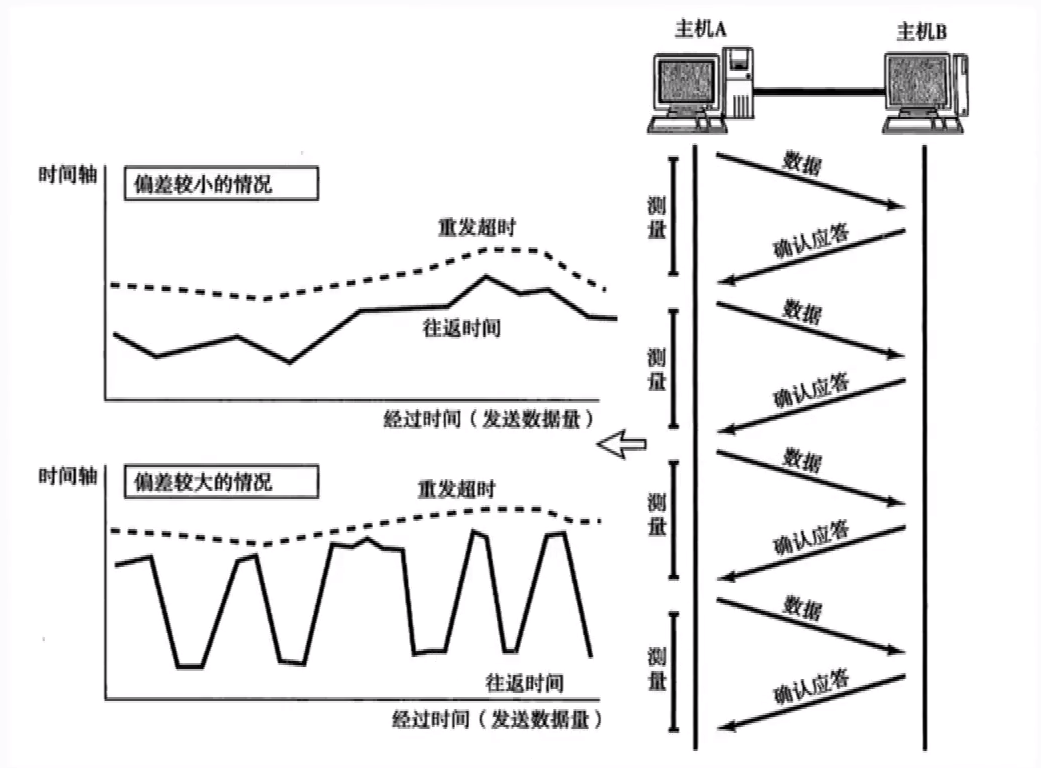 主机A
主机B
时间轴
偏差较小的情况
重发超时
往返时间
经过时间（发送数据量）
时间轴
偏差较大的情况
重发超时
往返时间
经过时间（发送数据量）
测量
数据
确认应答
测量
数据
确认应答
测量
数据
确认应答
测量
数据
确认应答